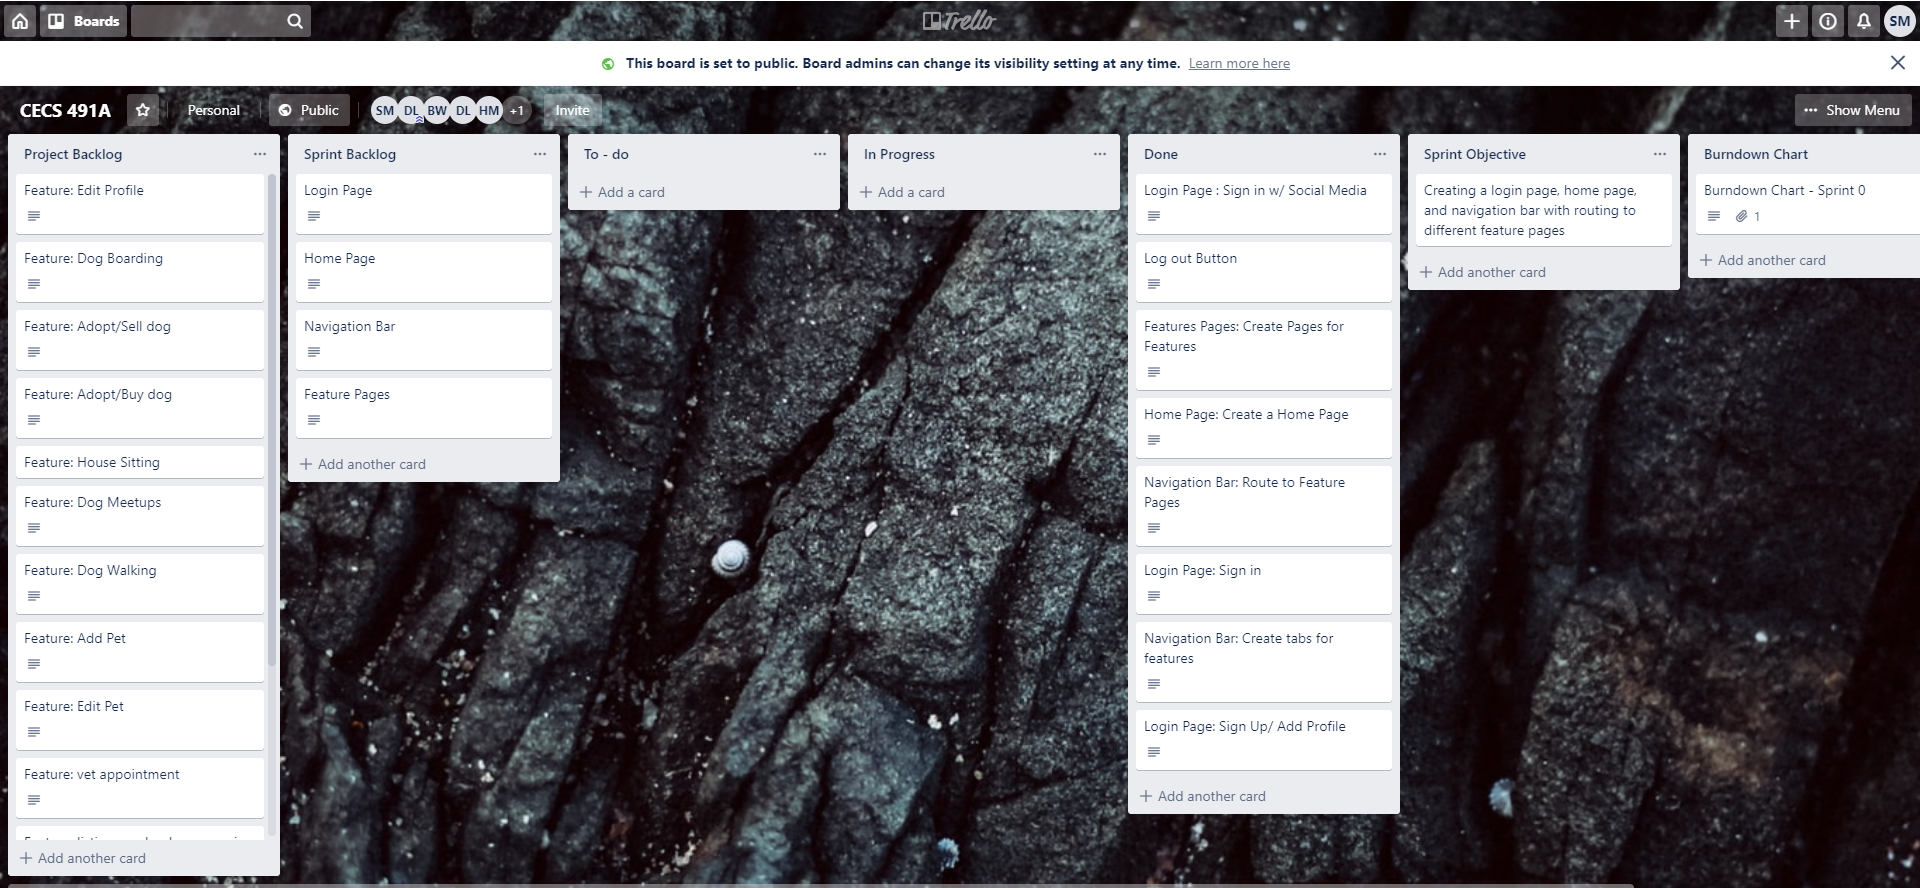 Boards
Trello
SM
This board is set to public. Board admins can change its visibility setting at any time. Learn more here
CECS 491A
Personal
Public
SM DL BW DL HM +1
Invite
Show Menu
Project Backlog
Feature: Edit Profile
Feature: Dog Boarding
Feature: Adopt/Sell dog
Feature: Adopt/Buy dog
Feature: House Sitting
Feature: Dog Meetups
Feature: Dog Walking
Feature: Add Pet
Feature: Edit Pet
Feature: vet appointment
+ Add another card
Sprint Backlog
Login Page
Home Page
Navigation Bar
Feature Pages
+ Add another card
To - do
+ Add a card
In Progress
+ Add a card
Done
Login Page : Sign in w/ Social Media
Log out Button
Features Pages: Create Pages for
Features
Home Page: Create a Home Page
Navigation Bar: Route to Feature
Pages
Login Page: Sign in
Navigation Bar: Create tabs for
features
Login Page: Sign Up/ Add Profile
+ Add another card
Sprint Objective
Creating a login page, home page,
and navigation bar with routing to
different feature pages
+ Add another card
Burndown Chart
Burndown Chart - Sprint 0
1
+ Add another card